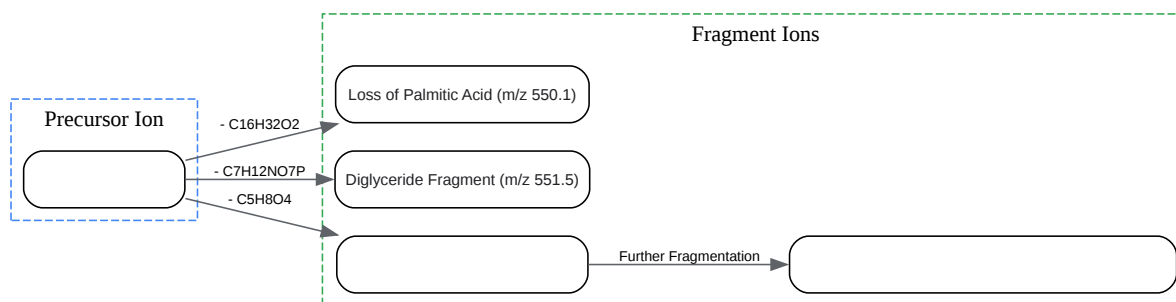 Fragment Ions
Loss of Palmitic Acid (m/z 550.1)
Precursor Ion
- C16H32O2
- C7H12NO7P
Diglyceride Fragment (m/z 551.5)
- C5H8O4
Further Fragmentation